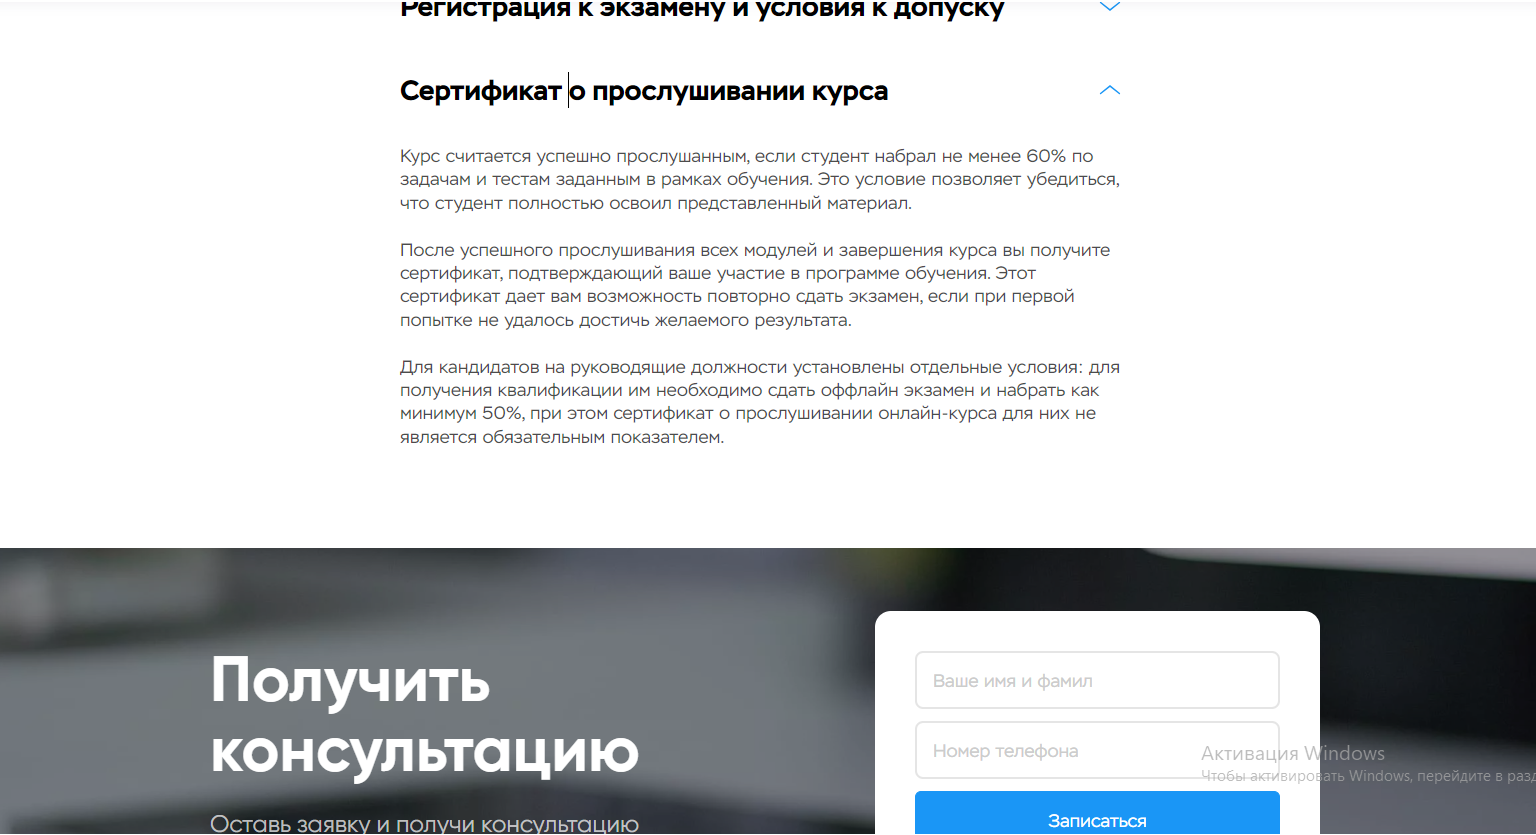 Регистрация к экзамену и условия к допуску
Сертификат о прослушивании курса
Курс считается успешно прослушанным, если студент набрал не менее 60% по
задачам и тестам заданным в рамках обучения. Это условие позволяет убедиться,
что студент полностью освоил представленный материал.
После успешного прослушивания всех модулей и завершения курса вы получите
сертификат, подтверждающий ваше участие в программе обучения. Этот
сертификат дает вам возможность повторно сдать экзамен, если при первой
попытке не удалось достичь желаемого результата.
Для кандидатов на руководящие должности установлены отдельные условия: для
получения квалификации им необходимо сдать оффлайн экзамен и набрать как
минимум 50%, при этом сертификат о прослушивании онлайн-курса для них не
является обязательным показателем.
Получить
консультацию
Оставь заявку и получи консультацию
Ваше имя и фамил
Номер телефона
Записаться
Активация Windows
Чтобы активировать Windows, перейдите в разд